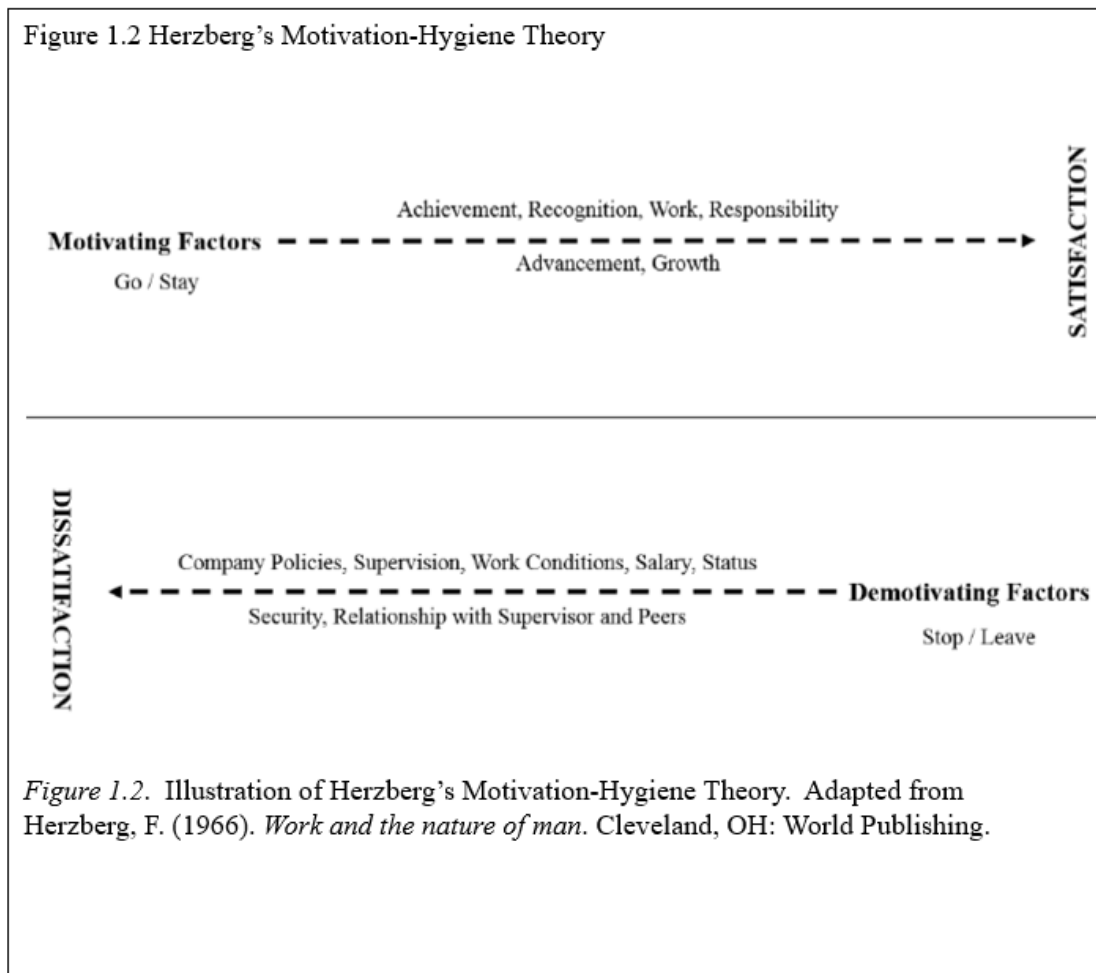 Figure 1.2 Herzberg’s Motivation-Hygiene Theory
Achievement, Recognition, Work, Responsibility
Motivating Factors
Advancement, Growth
Go / Stay
SATISFACTION
DISSATIFACTION
Company Policies, Supervision, Work Conditions, Salary, Status
Demotivating Factors
Security, Relationship with Supervisor and Peers
Stop / Leave
Figure 1.2.  Illustration of Herzberg’s Motivation-Hygiene Theory.  Adapted from
Herzberg, F. (1966). Work and the nature of man. Cleveland, OH: World Publishing.